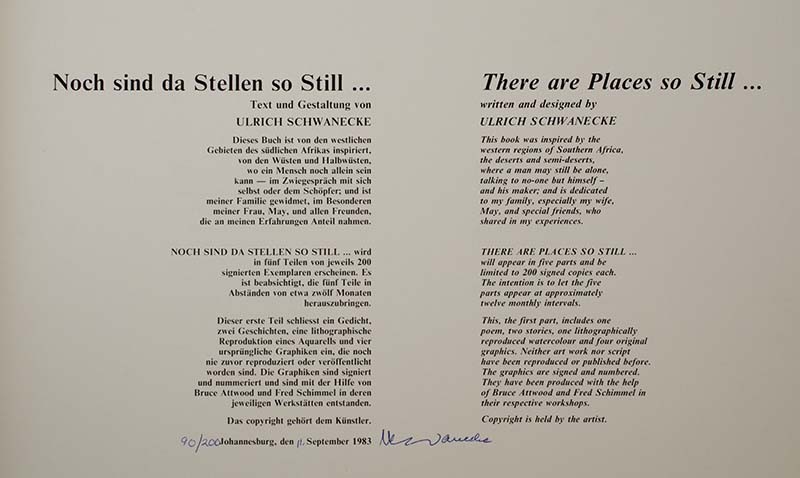 Noch sind da Stellen so Still ...
Text und Gestaltung von
ULRICH SCHWANECKE
Dieses Buch ist von den westlichen
Gebieten des südlichen Afrikas inspiriert,
von den Wüsten und Halbwüsten,
wo ein Mensch noch allein sein
kann — im Zwiegespräch mit sich
selbst oder dem Schöpfer; und ist
meiner Familie gewidmet, im Besonderen
meiner Frau, May, und allen Freunden,
die an meinen Erfahrungen Anteil nahmen.
NOCH SIND DA STELLEN SO STILL ... wird
in fünf Teilen von jeweils 200
signierten Exemplaren erscheinen. Es
ist beabsichtigt, die fünf Teile in
Abständen von etwa zwölf Monaten
herauszubringen.
Dieser erste Teil schliesst ein Gedicht,
zwei Geschichten, eine lithographische
Reproduktion eines Aquarells und vier
ursprüngliche Graphiken ein, die noch
nie zuvor reproduziert oder veröffentlicht
worden sind. Die Graphiken sind signiert
und nummeriert und sind mit der Hilfe von
Bruce Attwood und Fred Schimmel in deren
jeweiligen Werkstätten entstanden.
Das copyright gehört dem Künstler.
90/200 Johannesburg, den 11. September 1983
There are Places so Still ...
written and designed by
ULRICH SCHWANECKE
This book was inspired by the
western regions of Southern Africa,
the deserts and semi-deserts,
where a man may still be alone,
talking to no-one but himself –
and his maker; and is dedicated
to my family, especially my wife,
May, and special friends, who
shared in my experiences.
THERE ARE PLACES SO STILL ...
will appear in five parts and be
limited to 200 signed copies each.
The intention is to let the five
parts appear at approximately
twelve monthly intervals.
This, the first part, includes one
poem, two stories, one lithographically
reproduced watercolour and four original
graphics. Neither art work nor script
have been reproduced or published before.
The graphics are signed and numbered.
They have been produced with the help
of Bruce Attwood and Fred Schimmel in
their respective workshops.
Copyright is held by the artist.